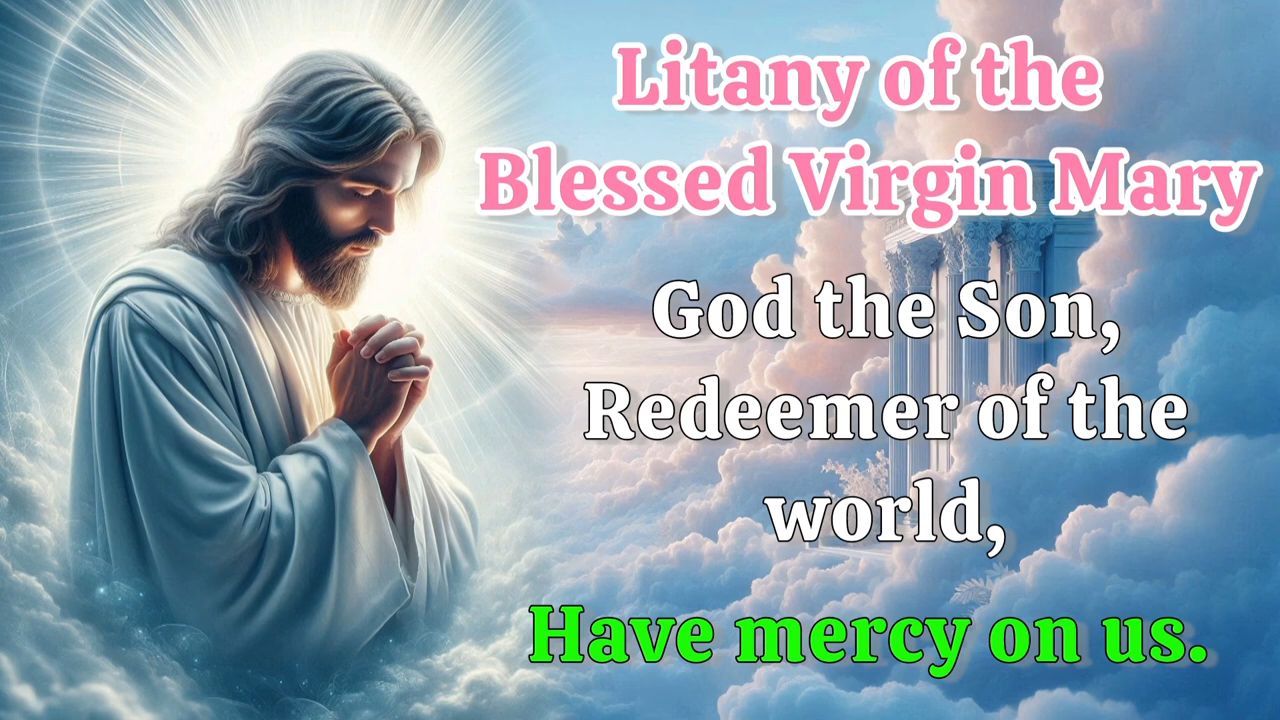 Litany of the
Blessed Virgin Mary
God the Son,
Redeemer of the
world,
Have mercy on us.